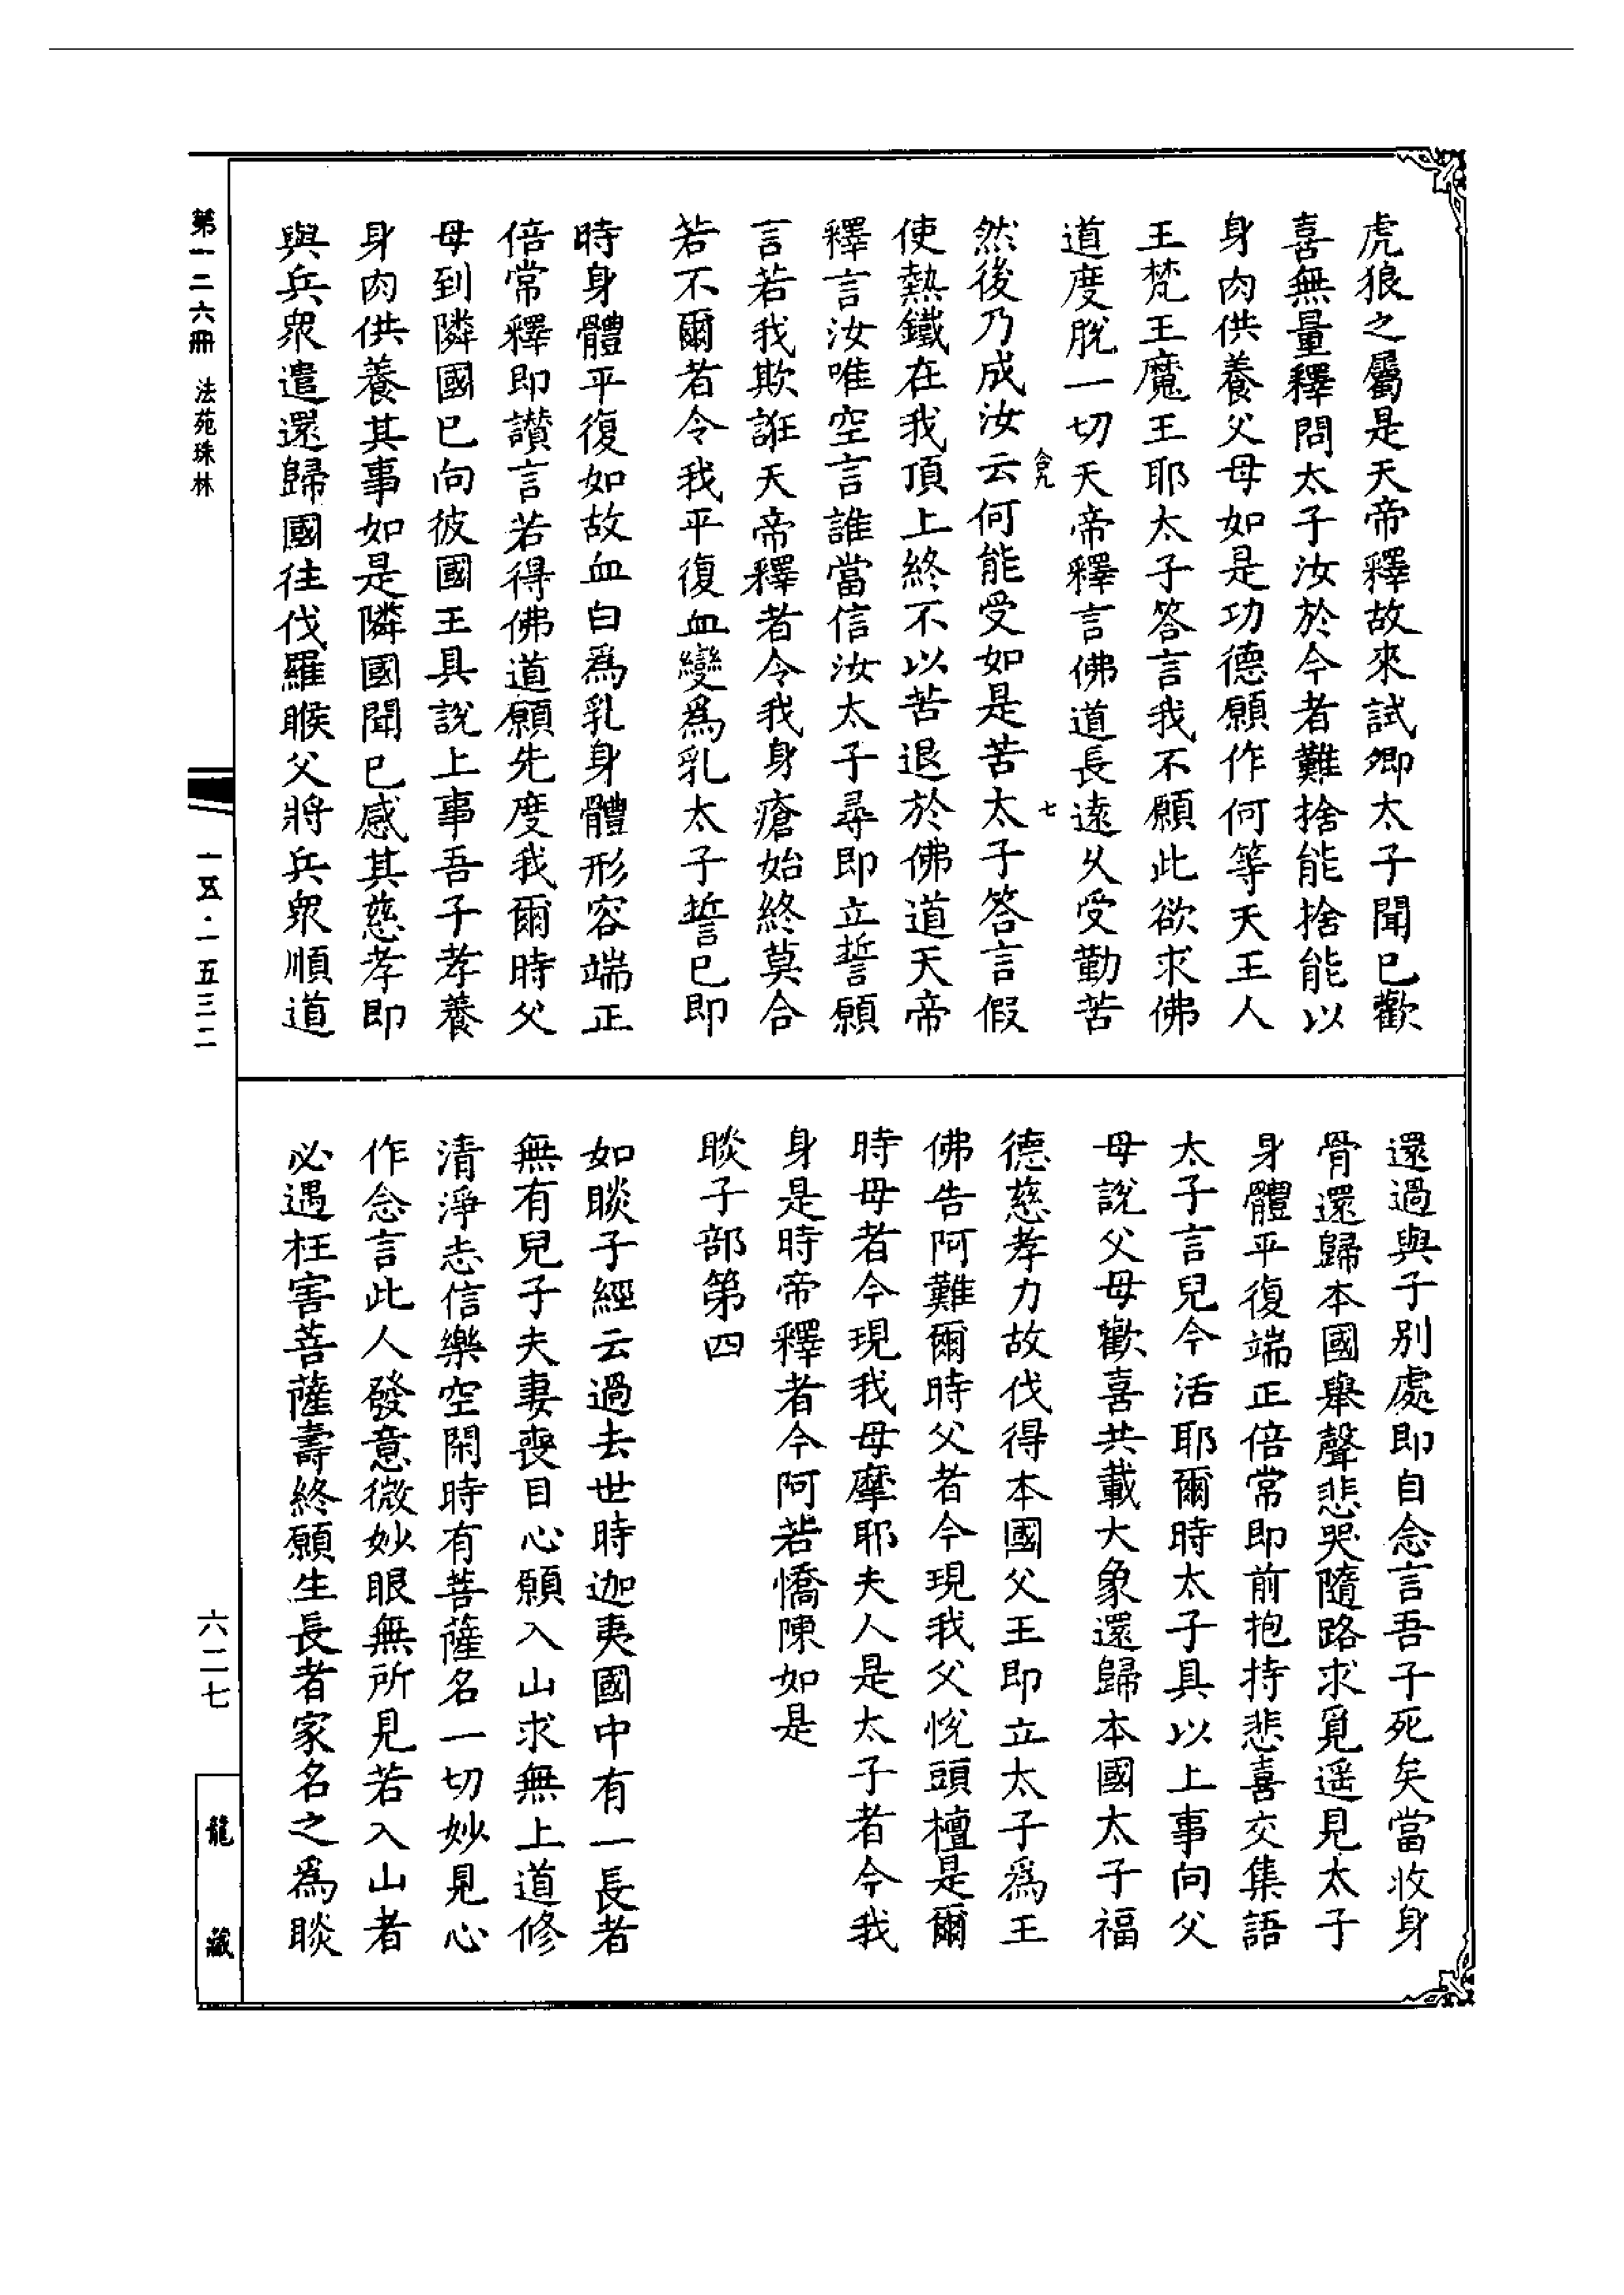 虎狼之屬是天帝釋故來試卿太子聞已歡
喜無量釋問太子汝於今者難捨能捨能以
身肉供養父母如是功德願作何等天王人
王梵王魔王耶太子答言我不願此欲求佛
道度脫一切天帝釋言佛道長遠久受勤苦
七
然後乃成汝云何能受如是苦太子答言假
使熱鐵在我頂上終不以苦退於佛道天帝
釋言汝唯空言誰當信汝太子尋即立誓願
言若我欺誑天帝釋者令我身瘡始終莫合
若不爾者令我平復血變爲乳太子誓已即
時身體平復如故血白爲乳身體形容端正
倍常釋即讚言若得佛道願先度我爾時父
母到隣國已向彼國王具說上事吾子孝養
身肉供養其事如是隣國聞已感其慈孝即
與兵衆遣還歸國往伐羅睺父將兵衆順道
還過與子别處即自念言吾子死矣當收身
骨還歸本國舉聲悲哭隨路求覓遥見太子
身體平復端正倍常即前抱持悲喜交集語
太子言兒今活耶爾時太子具以上事向父
母說父母歡喜共載大象還歸本國太子福
德慈孝力故伐得本國父王即立太子爲王
佛告阿難爾時父者今現我父悅頭檀是爾
時母者今現我母摩耶夫人是太子者今我
身是時帝釋者今阿若憍陳如是
睒子部第四
如睒子經云過去世時迦夷國中有一長者
無有兒子夫妻喪目心願入山求無上道修
清淨志信樂空閑時有菩薩名一切妙見心
作念言此人發意微妙眼無所見若入山者
必遇枉害菩薩壽終願生長者家名之爲睒
第一二六冊 法苑珠林
一五·一五三二
六二七
龍藏